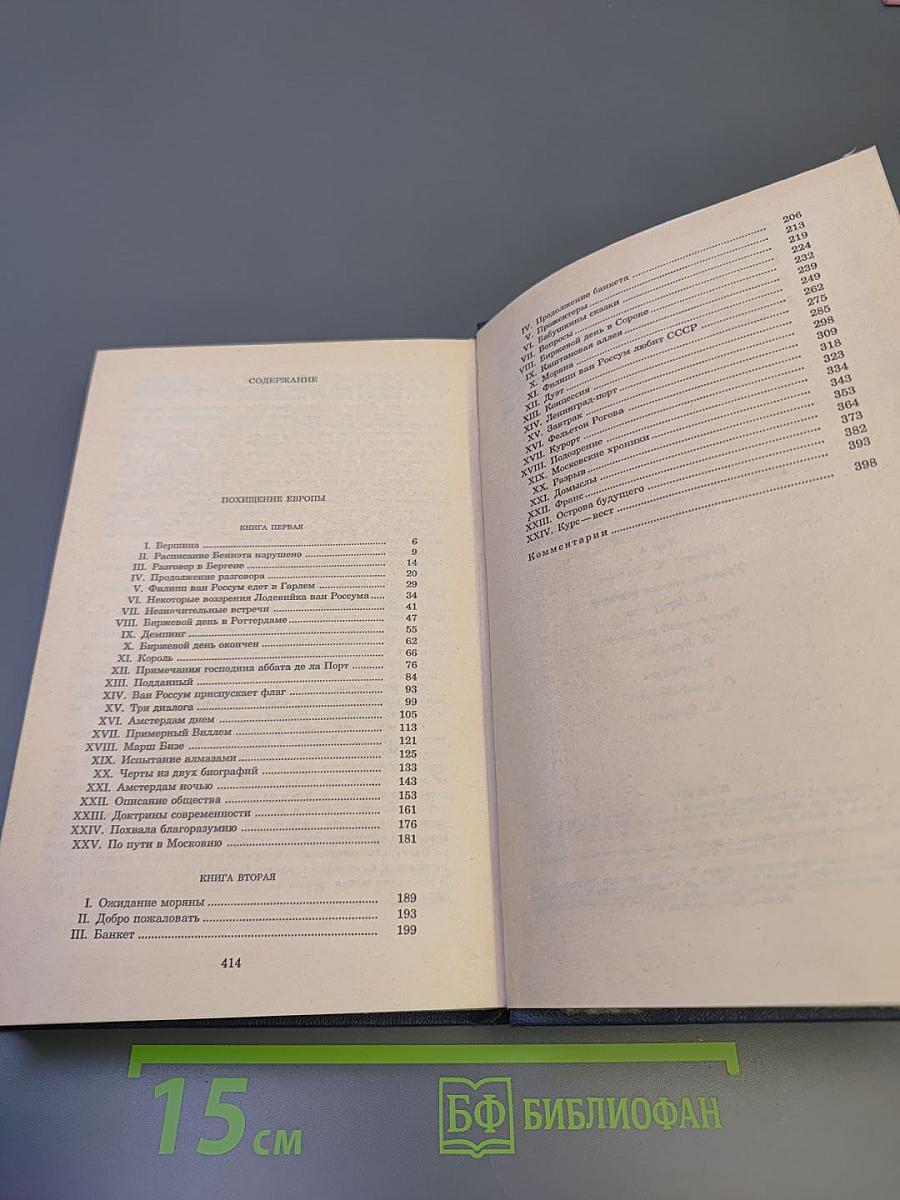 СОДЕРЖАНИЕ
ПОХИЩЕНИЕ ЕВРОПЫ
КНИГА ПЕРВАЯ
I. Вершина 6
II. Расписание Беннэта нарушено 9
III. Разговор в Бергене 14
IV. Продолжение разговора 20
V. Филипп ван Россум едет в Гарлем 29
VI. Некоторые воззрения Лодевийка ван Россума 34
VII. Незначительные встречи 41
VIII. Биржевой день в Роттердаме 47
IX. Демпинг 55
X. Биржевой день окончен 62
XI. Король 66
XII. Примечания господина аббата де ла Порт 76
XIII. Подданный 84
XIV. Ван Россум приспускает флаг 93
XV. Три диалога 99
XVI. Амстердам днем 105
XVII. Примерный Виллем 113
XVIII. Марш Бизе 121
XIX. Испытание алмазами 125
XX. Черты из двух биографий 133
XXI. Амстердам ночью 143
XXII. Описание общества 153
XXIII. Доктрины современности 161
XXIV. Похвала благоразумию 176
XXV. По пути в Московию 181
КНИГА ВТОРАЯ
I. Ожидание моряны 189
II. Добро пожаловать 193
III. Банкет 199
414
IV. Продолжение банкета 206
V. Прожектеры 213
VI. Бабушкины сказки 219
VII. Вопросы 224
VIII. Биржевой день в Сороке 232
IX. Каштановая аллея 239
X. Моряна 249
XI. Филипп ван Россум любит СССР 262
XII. Дуэт 275
XIII. Концессия 285
XIV. Ленинград-порт 298
XV. Завтрак 309
XVI. Фельетон Рогова 318
XVII. Курорт 323
XVIII. Подозрение 334
XIX. Московские хроники 343
XX. Разрыв 353
XXI. Домыслы 364
XXII. Франс 373
XXIII. Острова будущего 382
XXIV. Курс — вест 393
Комментарии 398
15 см
БФ БИБЛИОФАН